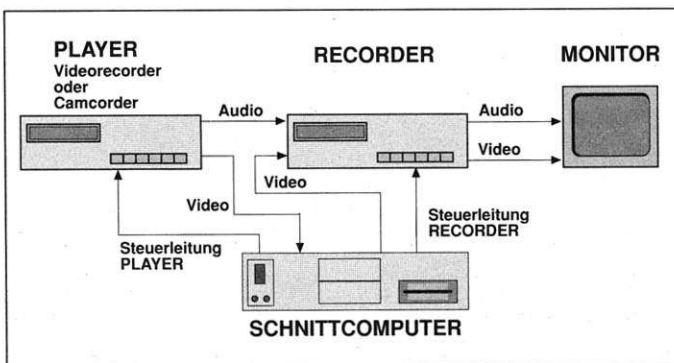 PLAYER
Videorecorder
oder
Camcorder
RECORDER
MONITOR
Audio
Audio
Video
Video
Video
Steuerleitung
PLAYER
Steuerleitung
RECORDER
SCHNITTCOMPUTER